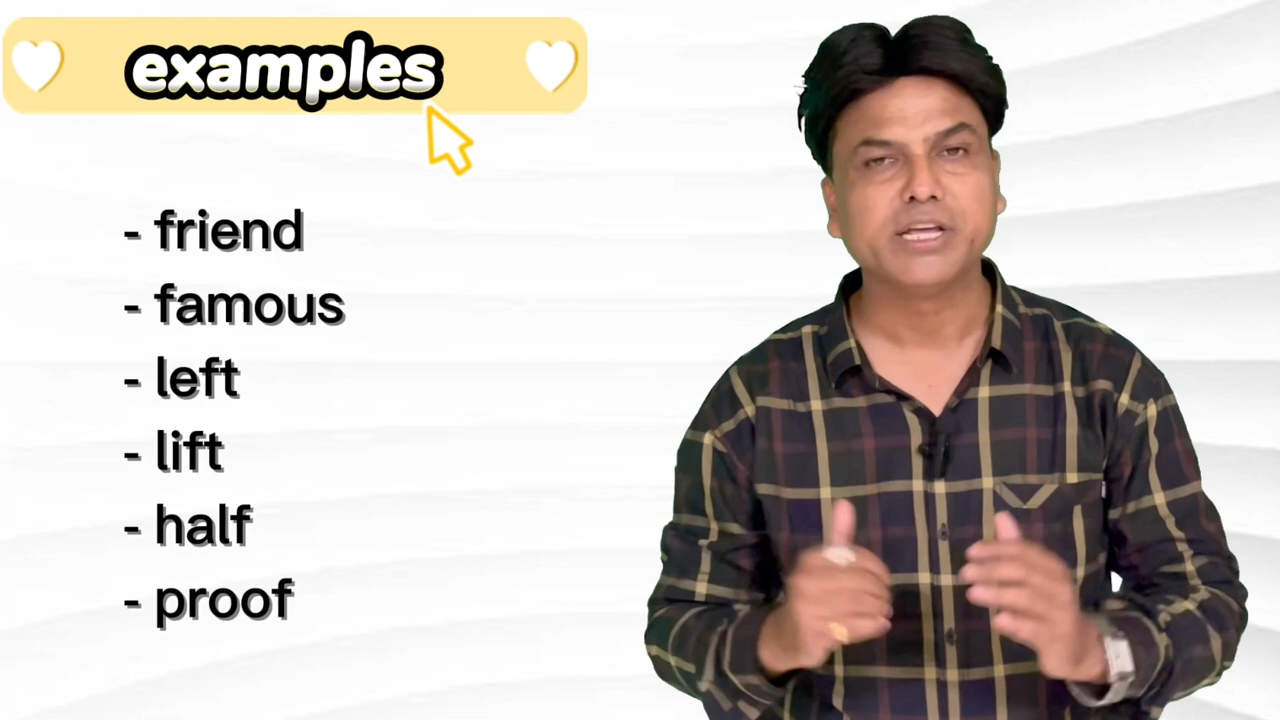 examples
- friend
- famous
- left
- lift
- half
- proof